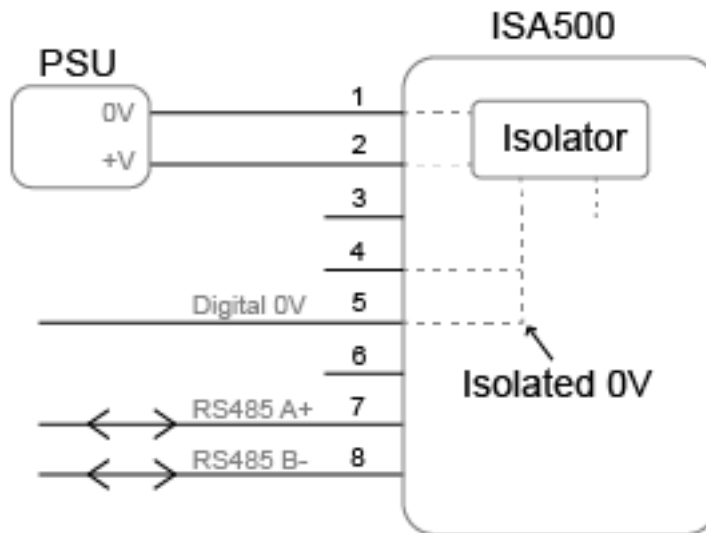 ISA500
PSU
0V
+V
1
2
Isolator
3
4
Digital 0V
5
Isolated 0V
6
RS485 A+
7
RS485 B-
8